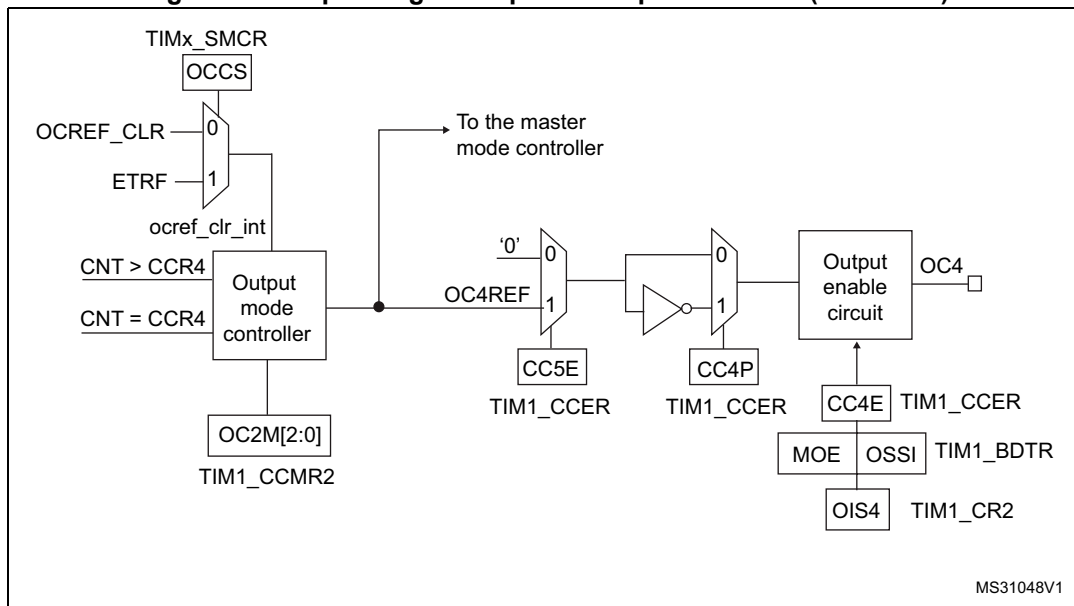 TIMx_SMCR
OCCS
OCREF_CLR
0
ETRF
1
ocref_clr_int
To the master
mode controller
CNT > CCR4
CNT = CCR4
Output
mode
controller
OC2M[2:0]
TIM1_CCMR2
‘0’
0
OC4REF
1
CC5E
TIM1_CCER
0
1
CC4P
TIM1_CCER
Output
enable
circuit
OC4
CC4E
TIM1_CCER
MOE
OSSI
TIM1_BDTR
OIS4
TIM1_CR2
MS31048V1